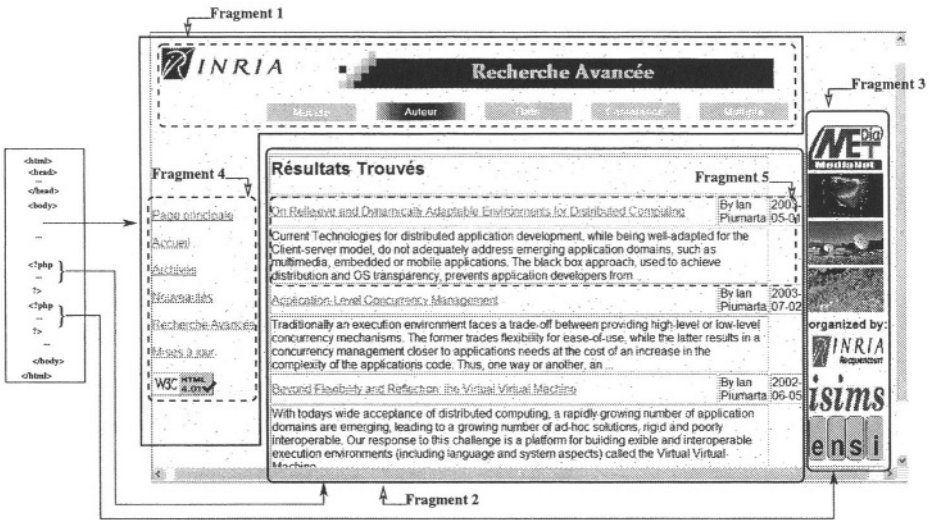 Fragment 1
INRIA
Recherche Avancée
Fragment 3
Auteur
Multiple
NET
MediaNet
<html>
<head>
...
</head>
<body>
...
<?php
...
?>
<?php
...
?>
...
</body>
</html>
Fragment 4
Page principale
Accueil
Archives
Nouveautés
Recherche Avancée
Mises à jour
W3C HTML 4.01
Résultats Trouvés
Fragment 5
On Reflexive and Dynamically Adaptable Environments for Distributed Computing
By Ian Piumarta
2003-05-01
Current Technologies for distributed application development, while being well-adapted for the
Client-server model, do not adequately address emerging application domains, such as
multimedia, embedded or mobile applications. The black box approach, used to achieve
distribution and OS transparency, prevents application developers from ...
Application-Level Concurrency Management
By Ian Piumarta
2003-07-02
Traditionally an execution environment faces a trade-off between providing high-level or low-level
concurrency mechanisms. The former trades flexibility for ease-of-use, while the latter results in a
concurrency management closer to applications needs at the cost of an increase in the
complexity of the applications code. Thus, one way or another, an ...
Beyond Flexibility and Reflection: the Virtual Virtual Machine
By Ian Piumarta
2002-06-05
With todays wide acceptance of distributed computing, a rapidly growing number of application
domains are emerging, leading to a growing number of ad-hoc solutions, rigid and poorly
interoperable. Our response to this challenge is a platform for building exible and interoperable
execution environments (including language and system aspects) called the Virtual Virtual
Machine
organized by:
INRIA
Rocquencourt
isims
ensi
Fragment 2